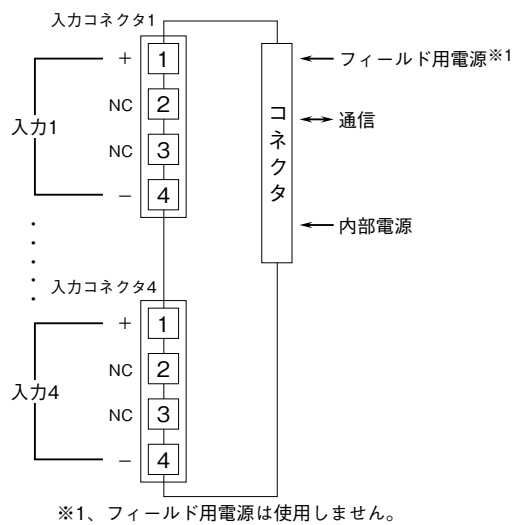 入力コネクタ1
+ 1
NC 2
NC 3
− 4
入力1
コネクタ
フィールド用電源※1
通信
内部電源
入力コネクタ4
+ 1
NC 2
NC 3
− 4
入力4
※1、フィールド用電源は使用しません。